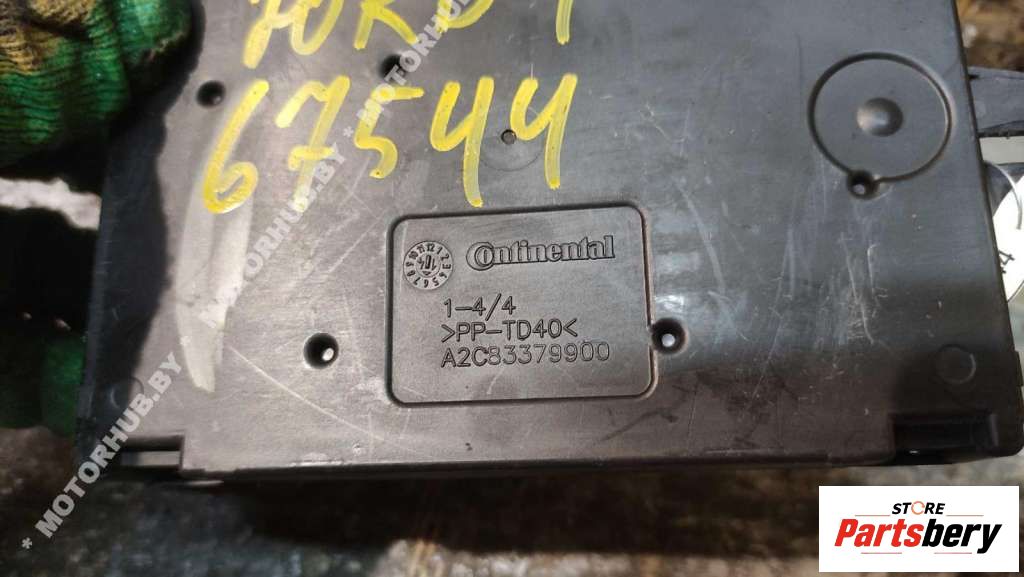 67544
Continental
1-4/4
>PP-TD40<
A2C83379900
* MOTORHUB.BY
* MOTORHUB.BY
* MOTORHUB.BY
STORE
Partsbery